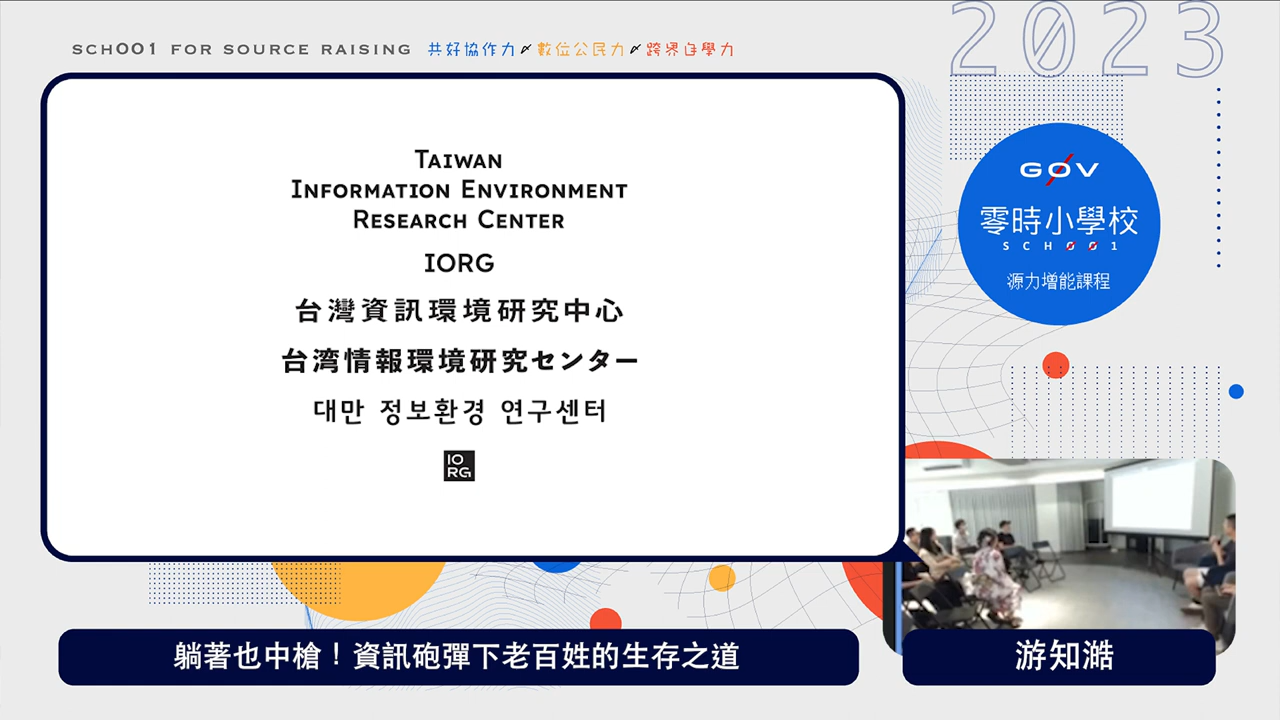 SCH001 FOR SOURCE RAISING 共好協作力 數位公民力 跨界自學力
2023
TAIWAN
INFORMATION ENVIRONMENT
RESEARCH CENTER
IORG
台灣資訊環境研究中心
台湾情報環境研究センター
대만 정보환경 연구센터
IO
RG
G0V
零時小學校
SCH001
源力增能課程
躺著也中槍！資訊砲彈下老百姓的生存之道
游知澔